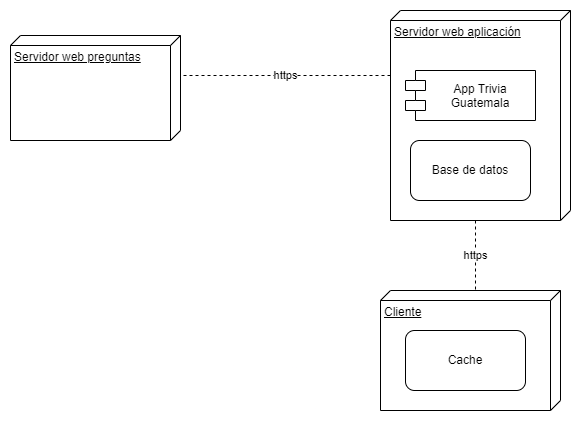 Servidor web aplicación
Servidor web preguntas
https
App Trivia
Guatemala
Base de datos
https
Cliente
Cache